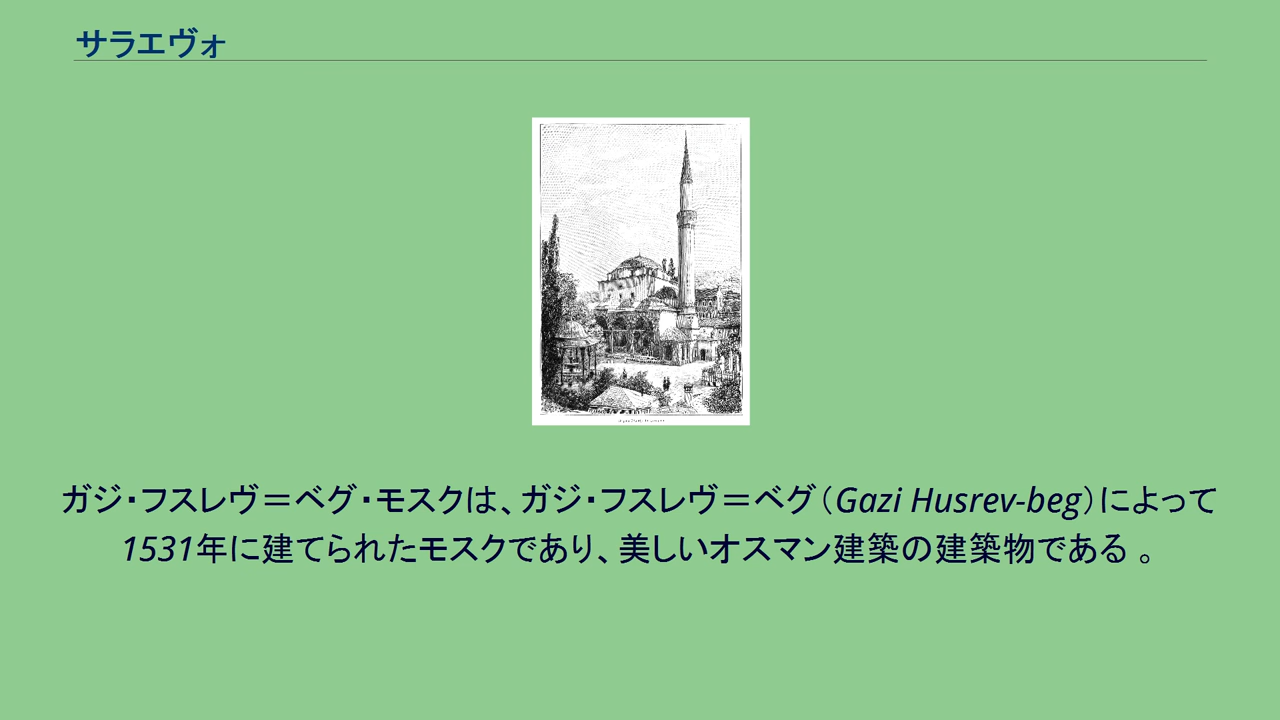 サラエヴォ
ガジ・フスレヴ＝ベグ・モスクは、ガジ・フスレヴ＝ベグ（Gazi Husrev-beg）によって
1531年に建てられたモスクであり、美しいオスマン建築の建築物である 。